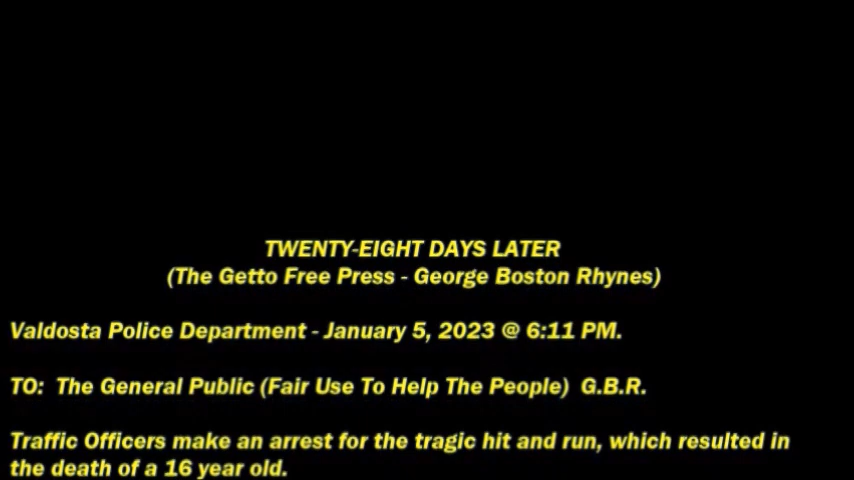 TWENTY-EIGHT DAYS LATER
(The Getto Free Press - George Boston Rhynes)
Valdosta Police Department - January 5, 2023 @ 6:11 PM.
TO: The General Public (Fair Use To Help The People) G.B.R.
Traffic Officers make an arrest for the tragic hit and run, which resulted in
the death of a 16 year old.